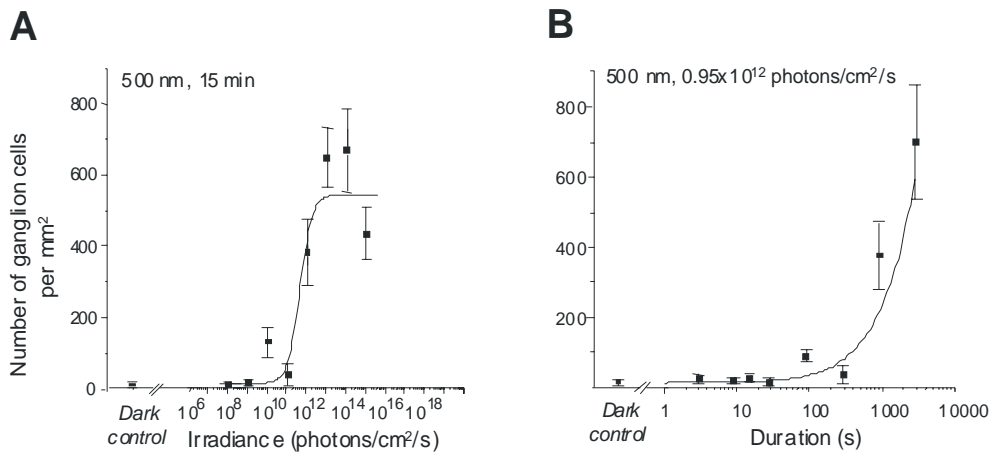 A
500 nm, 15 min
Number of ganglion cells
per mm²
800
600
400
200
0
Dark
control
10⁶ 10⁸ 10¹⁰ 10¹² 10¹⁴ 10¹⁶ 10¹⁸
Irradiance (photons/cm²/s)
B
500 nm, 0.95x10¹² photons/cm²/s
800
600
400
200
Dark
control
1 10 100 1000 10000
Duration (s)